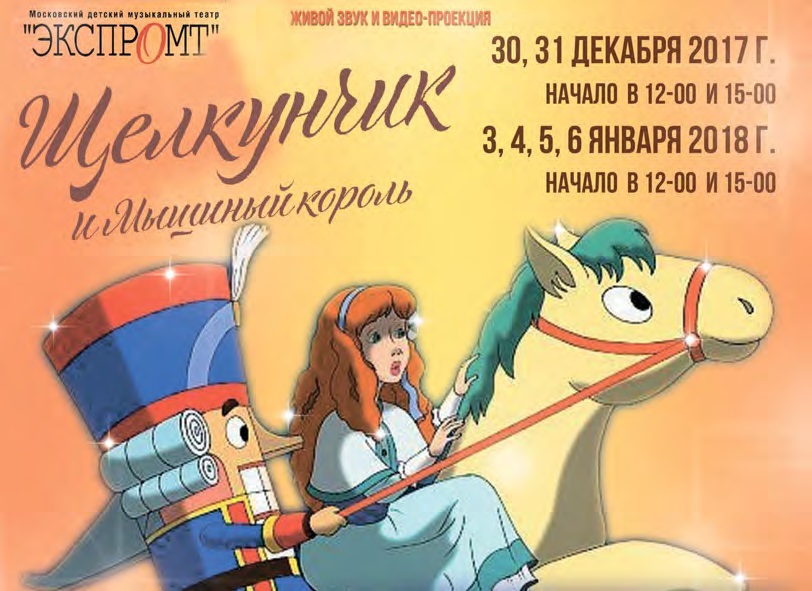 Московский детский музыкальный театр
"ЭКСПРОМТ"
ЖИВОЙ ЗВУК И ВИДЕО-ПРОЕКЦИЯ
Щелкунчик
и Мышиный король
30, 31 ДЕКАБРЯ 2017 Г.
НАЧАЛО В 12-00 И 15-00
3, 4, 5, 6 ЯНВАРЯ 2018 Г.
НАЧАЛО В 12-00 И 15-00